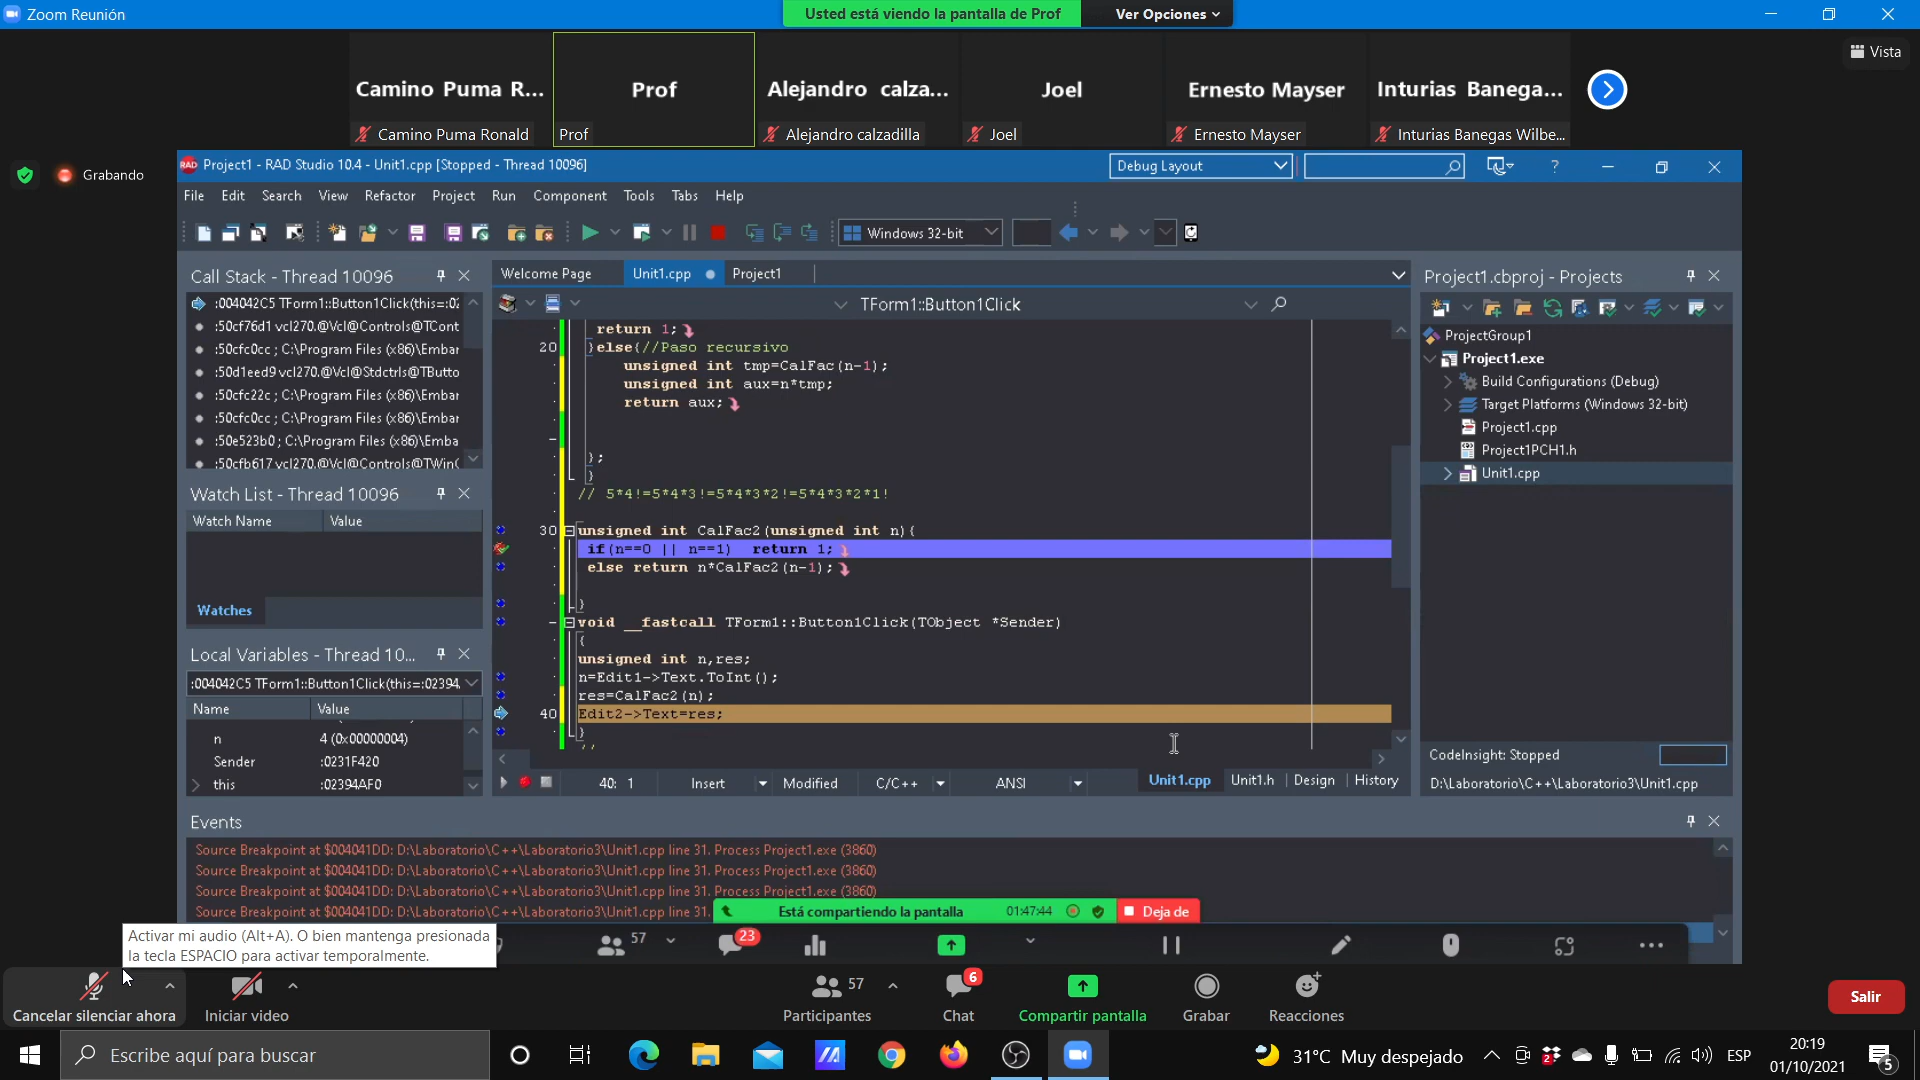 Zoom Reunión
Usted está viendo la pantalla de Prof
Ver Opciones
Vista
Camino Puma R...
Prof
Alejandro calza...
Joel
Ernesto Mayser
Inturias Banega...
Camino Puma Ronald
Prof
Alejandro calzadilla
Joel
Ernesto Mayser
Inturias Banegas Wilbe...
Grabando
RAD
Project1 - RAD Studio 10.4 - Unit1.cpp [Stopped - Thread 10096]
Debug Layout
?
File Edit Search View Refactor Project Run Component Tools Tabs Help
Windows 32-bit
Call Stack - Thread 10096
:004042C5 TForm1::Button1Click(this=:02
:50cf76d1 vcl270.@Vcl@Controls@TCont
:50cfc0cc ; C:\Program Files (x86)\Embar
:50d1eed9 vcl270.@Vcl@Stdctrls@TButto
:50cfc22c ; C:\Program Files (x86)\Embar
:50cfc0cc ; C:\Program Files (x86)\Embar
:50e523b0 ; C:\Program Files (x86)\Emba
:50cfb617 vcl270.@Vcl@Controls@TWin(
Watch List - Thread 10096
Watch Name Value
Watches
Local Variables - Thread 10...
:004042C5 TForm1::Button1Click(this=:02394
Name Value
n 4 (0x00000004)
Sender :0231F420
this :02394AF0
Welcome Page Unit1.cpp Project1
TForm1::Button1Click
return 1;
20 }else{//Paso recursivo
unsigned int tmp=CalFac(n-1);
unsigned int aux=n*tmp;
return aux;
};
}
// 5*4!=5*4*3!=5*4*3*2!=5*4*3*2*1!
30 unsigned int CalFac2(unsigned int n){
if(n==0 || n==1) return 1;
else return n*CalFac2(n-1);
}
void __fastcall TForm1::Button1Click(TObject *Sender)
{
unsigned int n,res;
n=Edit1->Text.ToInt();
res=CalFac2(n);
40 Edit2->Text=res;
}
//
40: 1 Insert Modified C/C++ ANSI Unit1.cpp Unit1.h Design History
Project1.cbproj - Projects
ProjectGroup1
Project1.exe
Build Configurations (Debug)
Target Platforms (Windows 32-bit)
Project1.cpp
Project1PCH1.h
Unit1.cpp
CodeInsight: Stopped
D:\Laboratorio\C++\Laboratorio3\Unit1.cpp
Events
Source Breakpoint at $004041DD: D:\Laboratorio\C++\Laboratorio3\Unit1.cpp line 31. Process Project1.exe (3860)
Source Breakpoint at $004041DD: D:\Laboratorio\C++\Laboratorio3\Unit1.cpp line 31. Process Project1.exe (3860)
Source Breakpoint at $004041DD: D:\Laboratorio\C++\Laboratorio3\Unit1.cpp line 31. Process Project1.exe (3860)
Source Breakpoint at $004041DD: D:\Laboratorio\C++\Laboratorio3\Unit1.cpp line 31.
Está compartiendo la pantalla 01:47:44 Deja de
57 23
Activar mi audio (Alt+A). O bien mantenga presionada
la tecla ESPACIO para activar temporalmente.
57 6
Cancelar silenciar ahora
Iniciar video
Participantes
Chat
Compartir pantalla
Grabar
Reacciones
Salir
Escribe aquí para buscar
31°C Muy despejado
2
ESP
20:19
01/10/2021
5